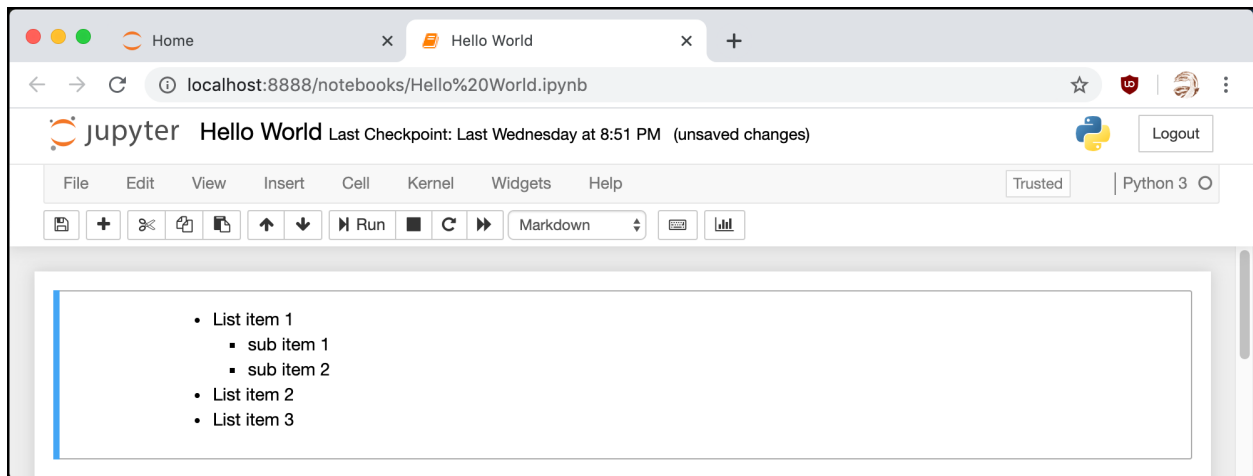 Home
Hello World
localhost:8888/notebooks/Hello%20World.ipynb
jupyter Hello World Last Checkpoint: Last Wednesday at 8:51 PM (unsaved changes)
Logout
File Edit View Insert Cell Kernel Widgets Help Trusted Python 3
Run Markdown
List item 1
sub item 1
sub item 2
List item 2
List item 3